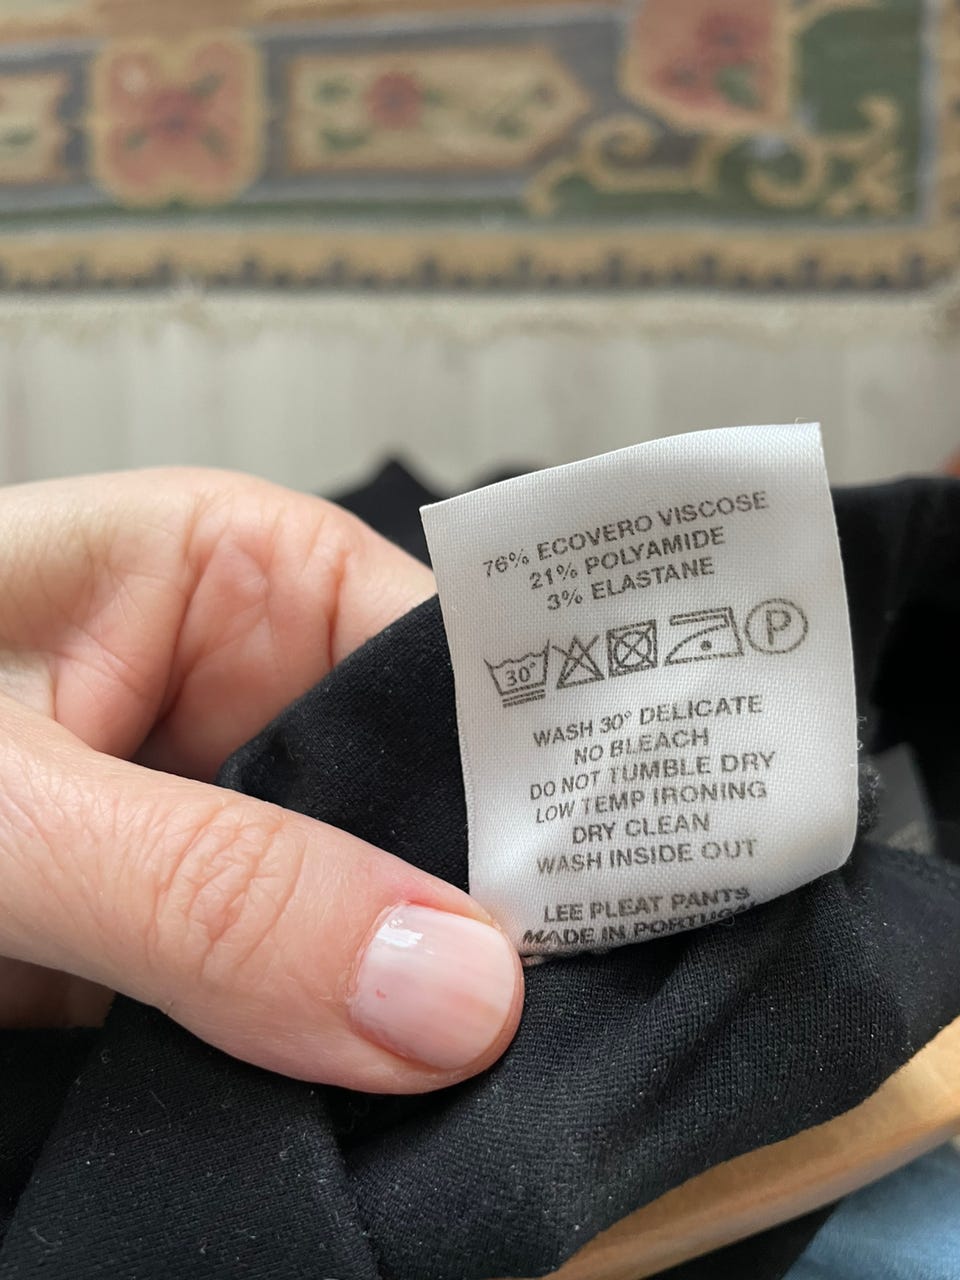 76% ECOVERO VISCOSE
21% POLYAMIDE
3% ELASTANE
30° P
WASH 30° DELICATE
NO BLEACH
DO NOT TUMBLE DRY
LOW TEMP IRONING
DRY CLEAN
WASH INSIDE OUT
LEE PLEAT PANTS
MADE IN PORTUGAL